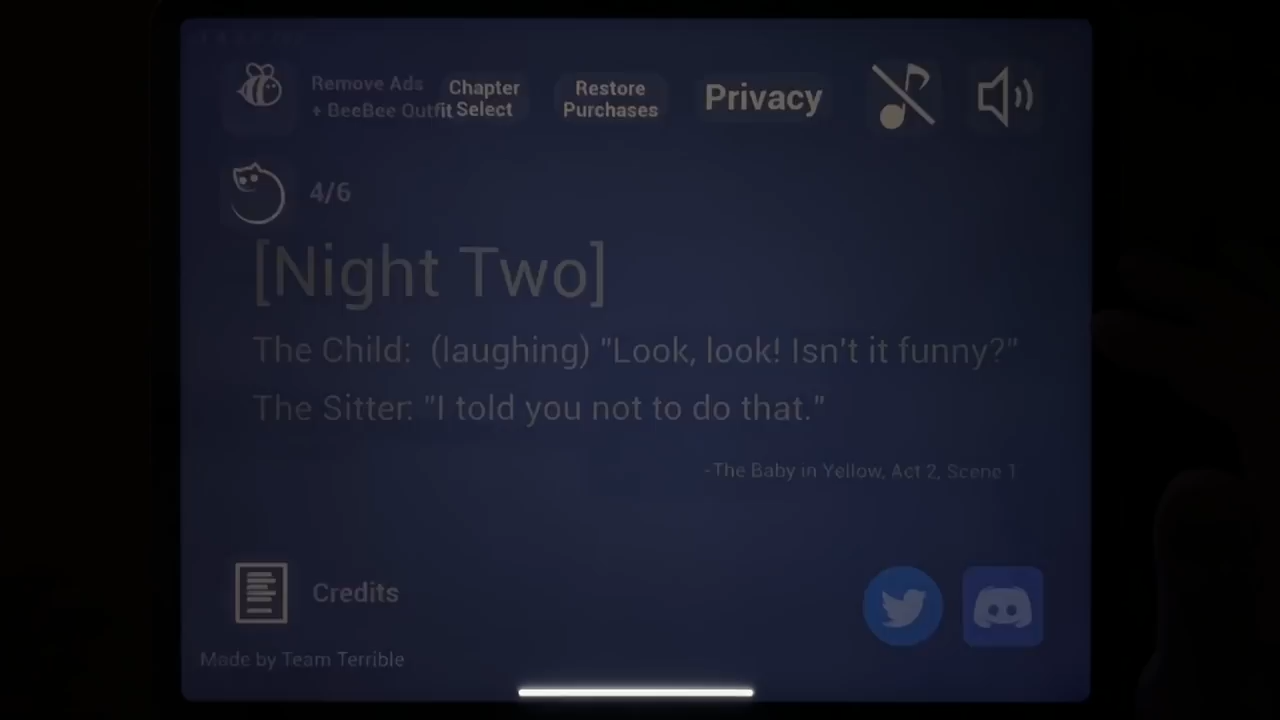 Remove Ads
+ BeeBee Outfit
Chapter
Select
Restore
Purchases
Privacy
4/6
[Night Two]
The Child: (laughing) "Look, look! Isn't it funny?"
The Sitter: "I told you not to do that."
-The Baby in Yellow, Act 2, Scene 1
Credits
Made by Team Terrible